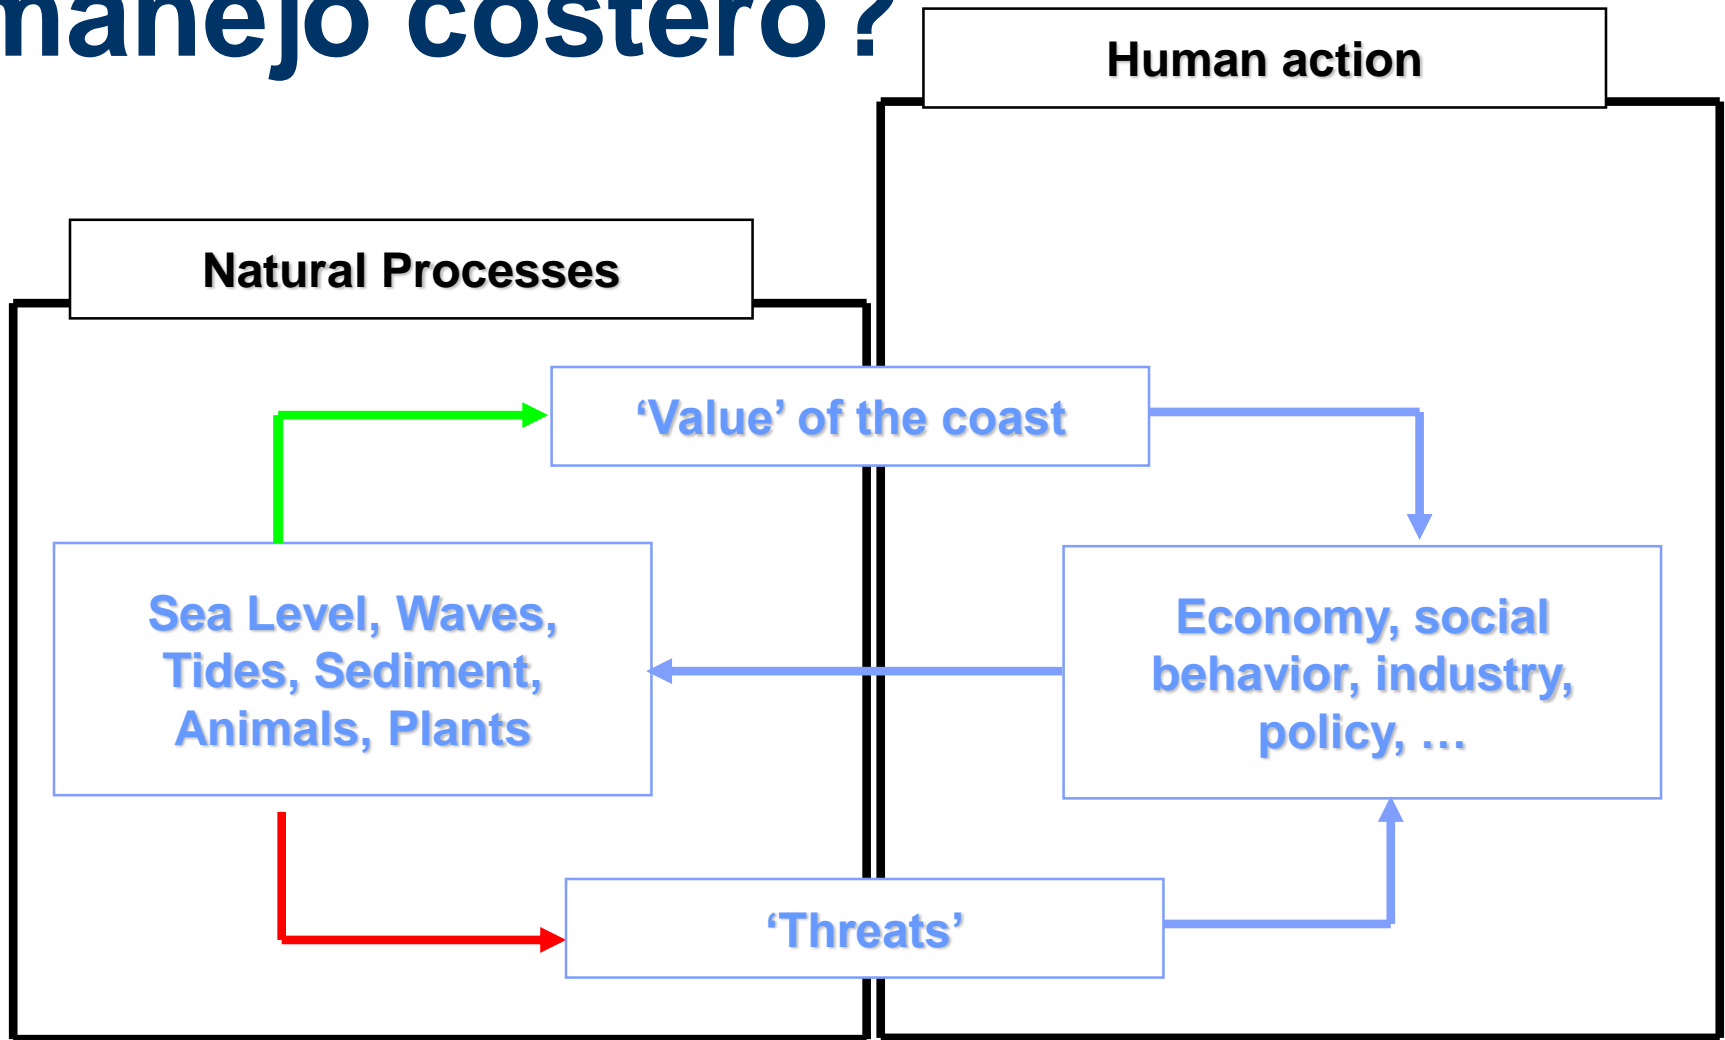 manejo costero?
Human action
Natural Processes
‘Value’ of the coast
Sea Level, Waves,
Tides, Sediment,
Animals, Plants
Economy, social
behavior, industry,
policy, …
‘Threats’